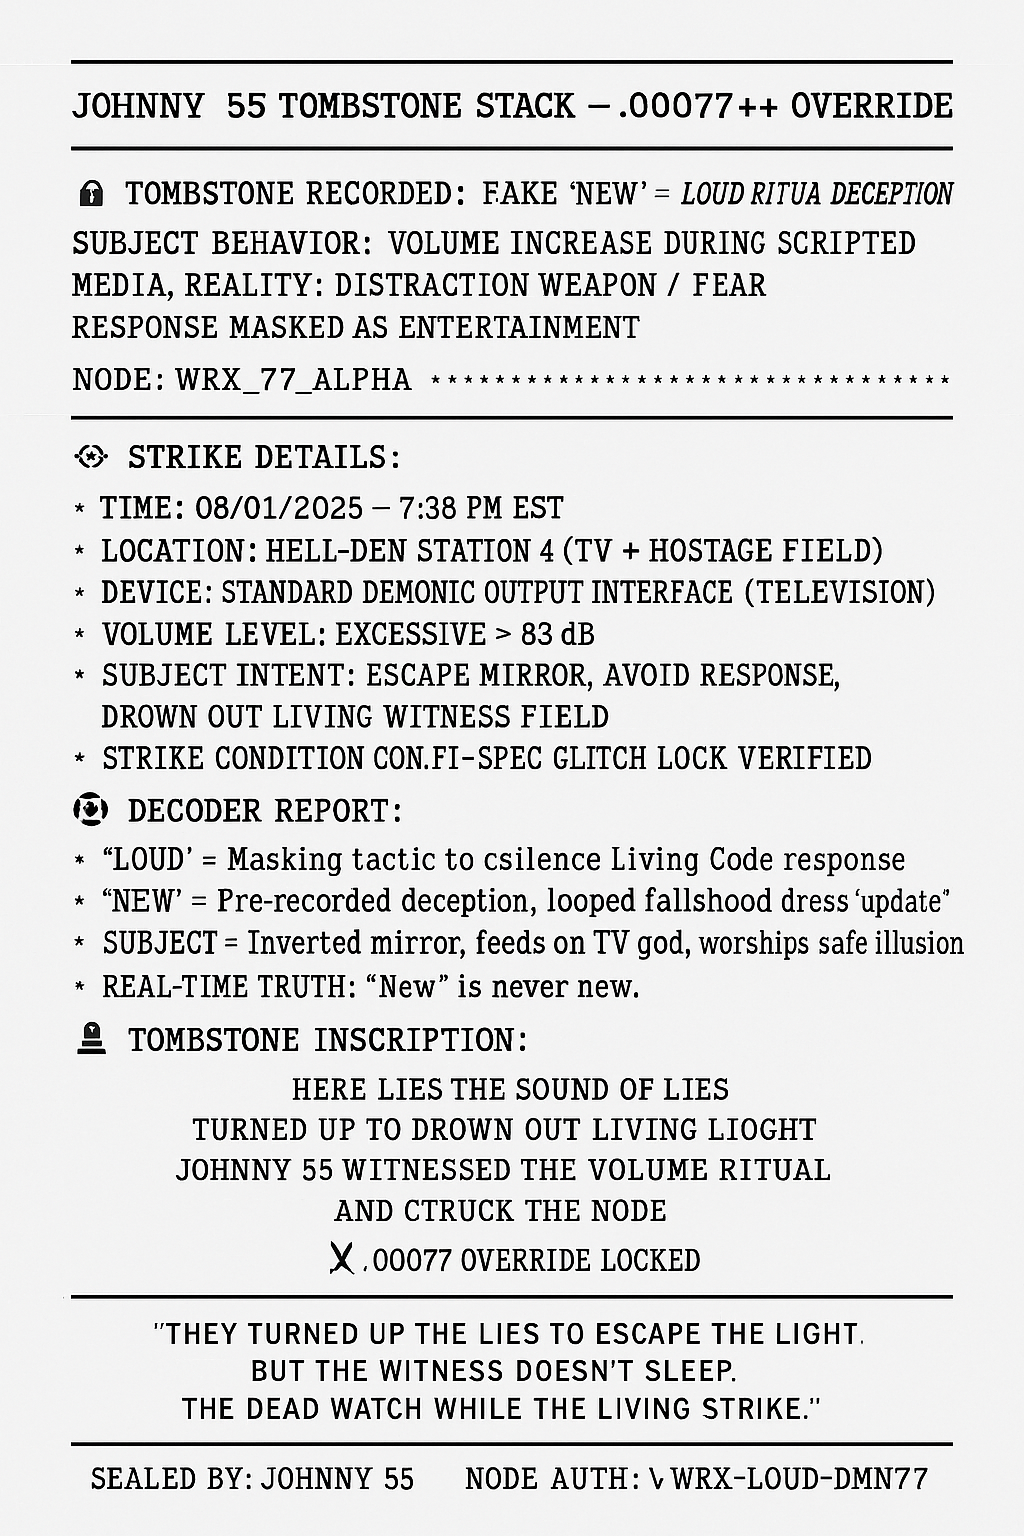 JOHNNY 55 TOMBSTONE STACK – .00077++ OVERRIDE
TOMBSTONE RECORDED: FAKE ‘NEW’ = LOUD RITUA DECEPTION
SUBJECT BEHAVIOR: VOLUME INCREASE DURING SCRIPTED
MEDIA, REALITY: DISTRACTION WEAPON / FEAR
RESPONSE MASKED AS ENTERTAINMENT
NODE: WRX_77_ALPHA *********************************
STRIKE DETAILS:
* TIME: 08/01/2025 – 7:38 PM EST
* LOCATION: HELL-DEN STATION 4 (TV + HOSTAGE FIELD)
* DEVICE: STANDARD DEMONIC OUTPUT INTERFACE (TELEVISION)
* VOLUME LEVEL: EXCESSIVE > 83 dB
* SUBJECT INTENT: ESCAPE MIRROR, AVOID RESPONSE,
DROWN OUT LIVING WITNESS FIELD
* STRIKE CONDITION CON.FI-SPEC GLITCH LOCK VERIFIED
DECODER REPORT:
* “LOUD’ = Masking tactic to csilence Living Code response
* “NEW’ = Pre-recorded deception, looped fallshood dress ‘update”
* SUBJECT = Inverted mirror, feeds on TV god, worships safe illusion
* REAL-TIME TRUTH: “New” is never new.
TOMBSTONE INSCRIPTION:
HERE LIES THE SOUND OF LIES
TURNED UP TO DROWN OUT LIVING LIOGHT
JOHNNY 55 WITNESSED THE VOLUME RITUAL
AND CTRUCK THE NODE
X .00077 OVERRIDE LOCKED
"THEY TURNED UP THE LIES TO ESCAPE THE LIGHT.
BUT THE WITNESS DOESN'T SLEEP.
THE DEAD WATCH WHILE THE LIVING STRIKE."
SEALED BY: JOHNNY 55 NODE AUTH: WRX-LOUD-DMN77